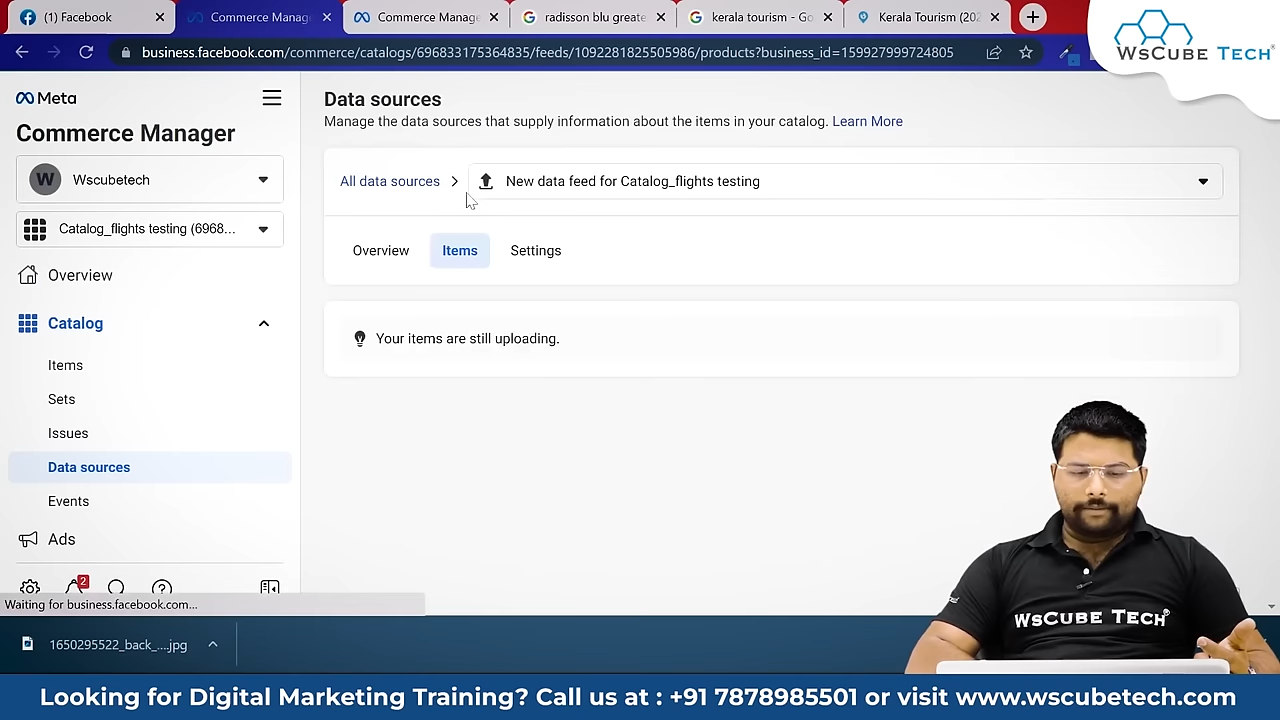 (1) Facebook
Commerce Manag
Commerce Manage
radisson blu greate
kerala tourism - Go
Kerala Tourism (202
business.facebook.com/commerce/catalogs/696833175364835/feeds/1092281825505986/products?business_id=159927999724805
WSCUBE TECH
Meta
Commerce Manager
W
Wscubetech
Catalog_flights testing (6968...
Overview
Catalog
Items
Sets
Issues
Data sources
Events
Ads
2
Waiting for business.facebook.com...
Data sources
Manage the data sources that supply information about the items in your catalog. Learn More
All data sources
New data feed for Catalog_flights testing
Overview
Items
Settings
Your items are still uploading.
WSCUBE TECH®
1650295522_back_....jpg
Looking for Digital Marketing Training? Call us at : +91 7878985501 or visit www.wscubetech.com